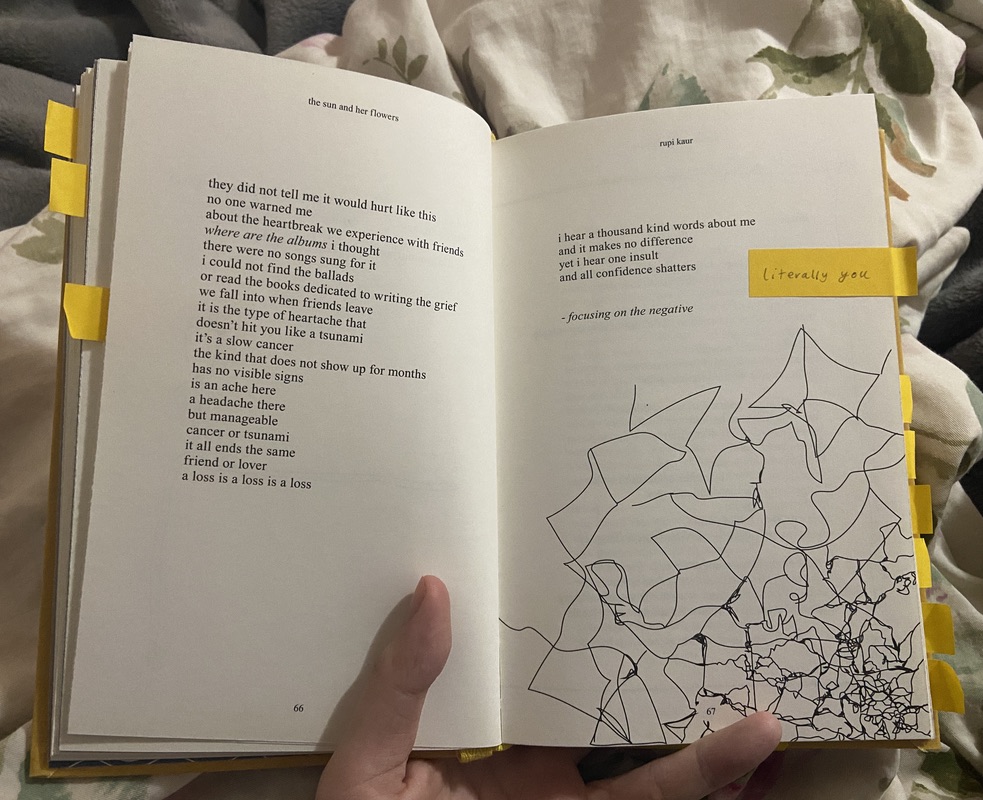 the sun and her flowers
they did not tell me it would hurt like this
no one warned me
about the heartbreak we experience with friends
where are the albums i thought
there were no songs sung for it
i could not find the ballads
or read the books dedicated to writing the grief
we fall into when friends leave
it is the type of heartache that
doesn't hit you like a tsunami
it's a slow cancer
the kind that does not show up for months
has no visible signs
is an ache here
a headache there
but manageable
cancer or tsunami
it all ends the same
friend or lover
a loss is a loss is a loss
66
rupi kaur
i hear a thousand kind words about me
and it makes no difference
yet i hear one insult
and all confidence shatters
literally you
- focusing on the negative
67